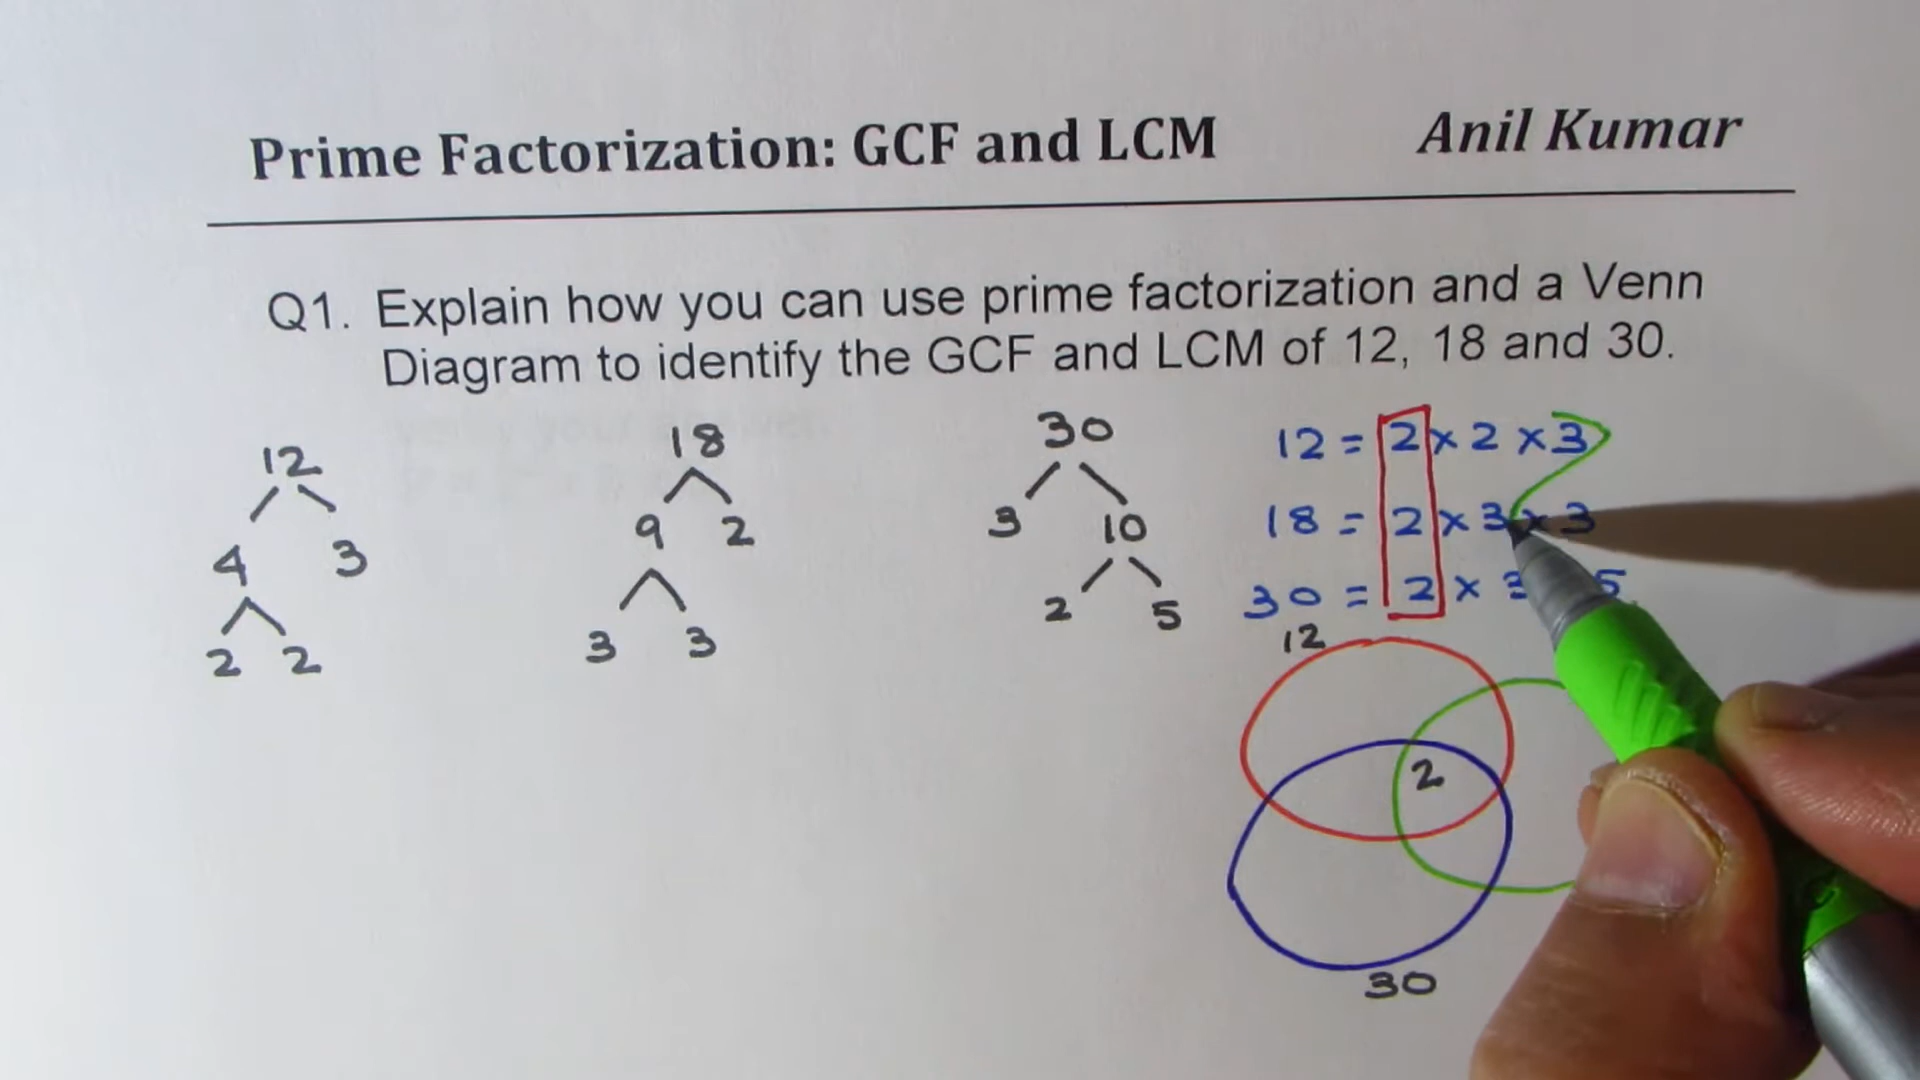 Prime Factorization: GCF and LCM Anil Kumar
Q1. Explain how you can use prime factorization and a Venn
Diagram to identify the GCF and LCM of 12, 18 and 30.
12
4 3
2 2
18
9 2
3 3
30
3 10
2 5
12 = 2 x 2 x 3
18 = 2 x 3 x 3
30 = 2 x 3 5
12
2
30